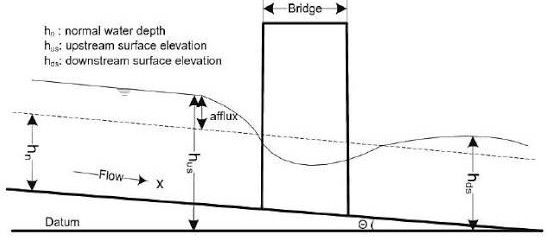 Bridge
hn : normal water depth
hus: upstream surface elevation
hds: downstream surface elevation
afflux
hn
hus
hds
Flow
X
Datum
Θ